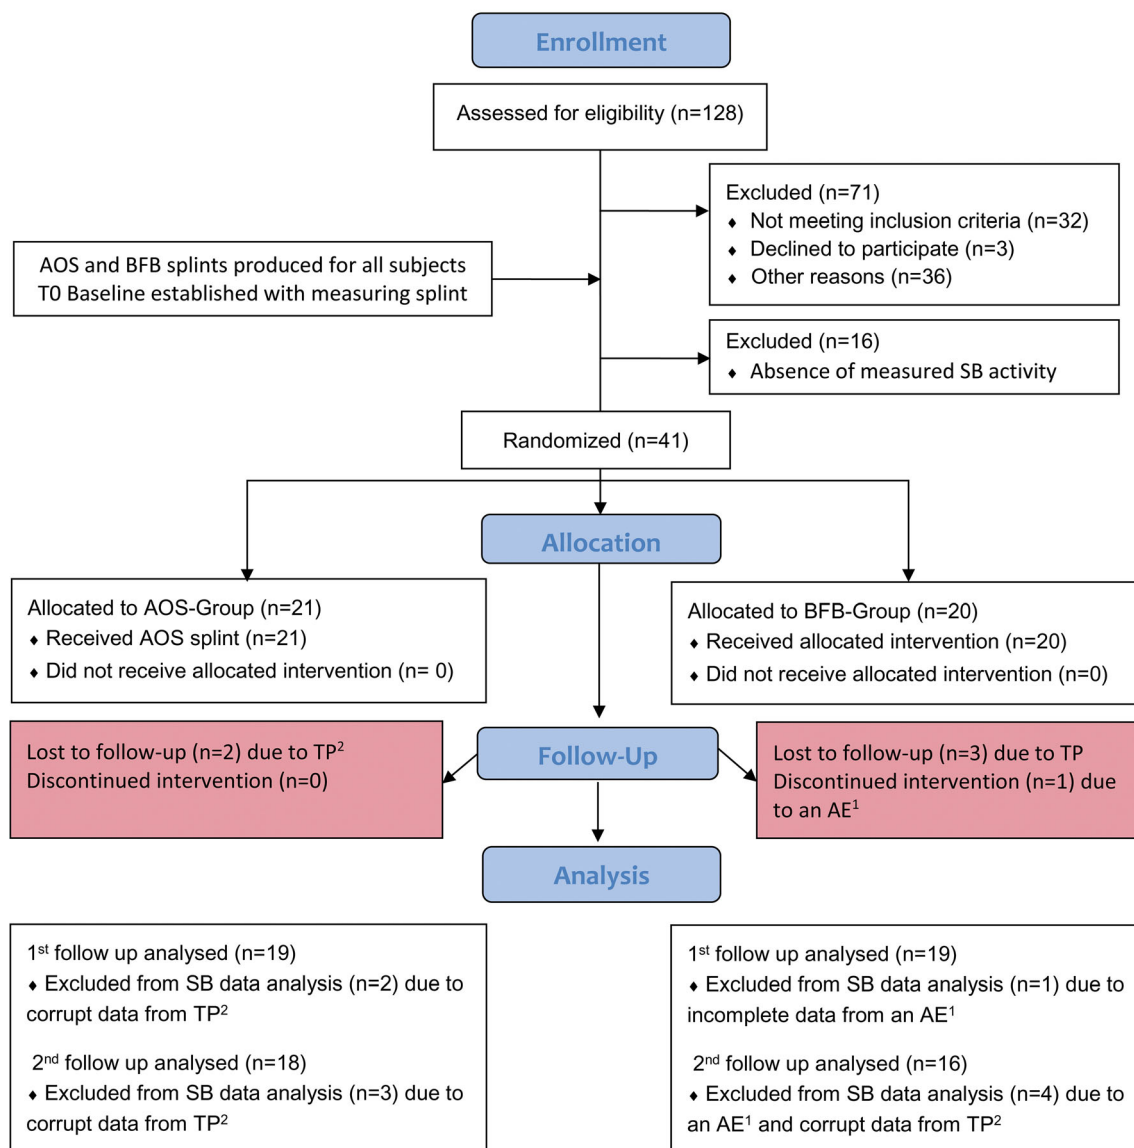 Enrollment
Assessed for eligibility (n=128)
Excluded (n=71)
♦ Not meeting inclusion criteria (n=32)
♦ Declined to participate (n=3)
♦ Other reasons (n=36)
AOS and BFB splints produced for all subjects
T0 Baseline established with measuring splint
Excluded (n=16)
♦ Absence of measured SB activity
Randomized (n=41)
Allocation
Allocated to AOS-Group (n=21)
♦ Received AOS splint (n=21)
♦ Did not receive allocated intervention (n= 0)
Allocated to BFB-Group (n=20)
♦ Received allocated intervention (n=20)
♦ Did not receive allocated intervention (n=0)
Follow-Up
Lost to follow-up (n=2) due to TP²
Discontinued intervention (n=0)
Lost to follow-up (n=3) due to TP
Discontinued intervention (n=1) due
to an AE¹
Analysis
1st follow up analysed (n=19)
♦ Excluded from SB data analysis (n=2) due to
corrupt data from TP²
2nd follow up analysed (n=18)
♦ Excluded from SB data analysis (n=3) due to
corrupt data from TP²
1st follow up analysed (n=19)
♦ Excluded from SB data analysis (n=1) due to
incomplete data from an AE¹
2nd follow up analysed (n=16)
♦ Excluded from SB data analysis (n=4) due to
an AE¹ and corrupt data from TP²